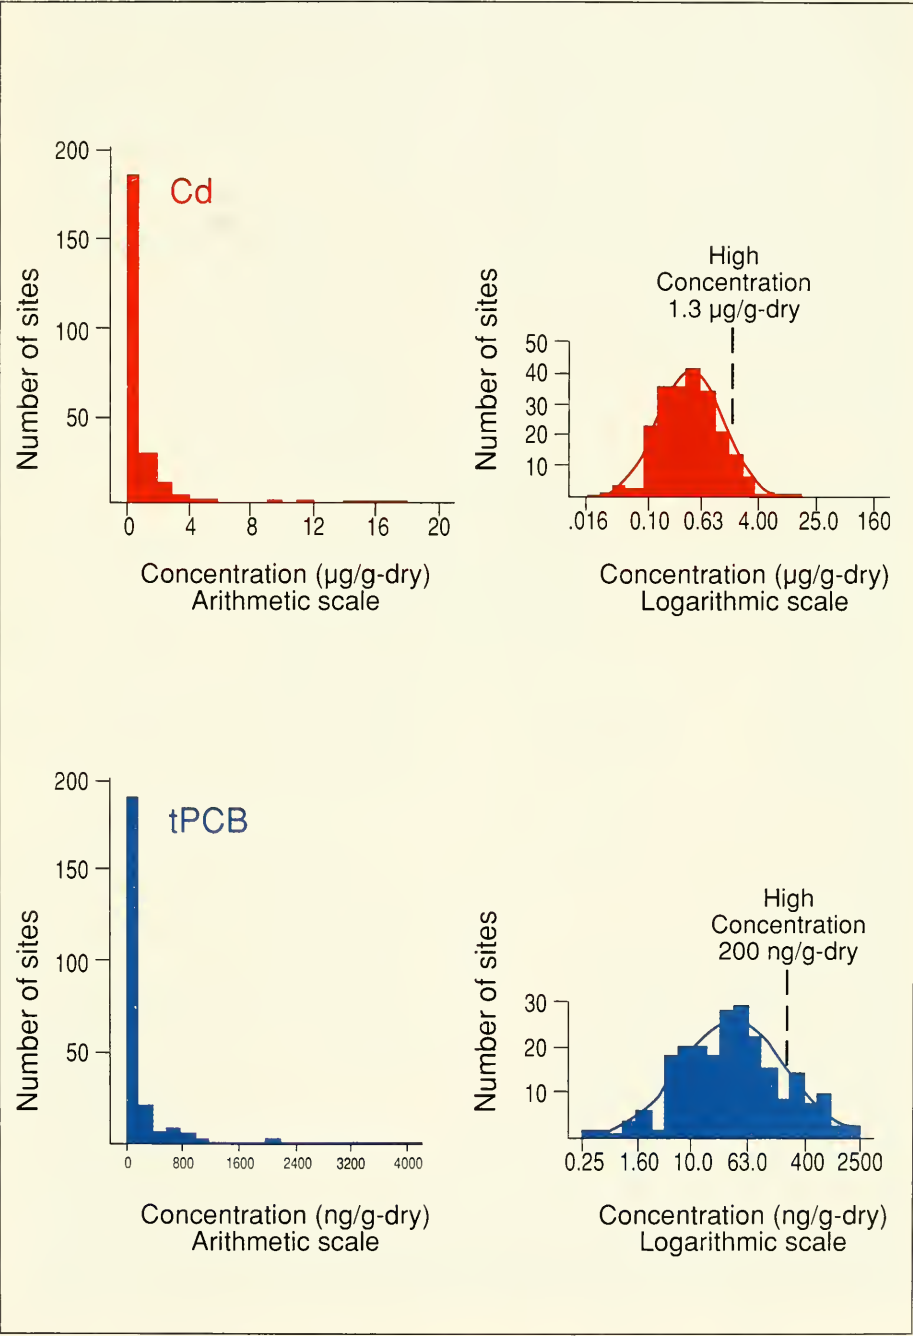 Cd
Number of sites
200
150
100
50
0 4 8 12 16 20
Concentration (µg/g-dry)
Arithmetic scale
High
Concentration
1.3 µg/g-dry
Number of sites
50
40
30
20
10
.016 0.10 0.63 4.00 25.0 160
Concentration (µg/g-dry)
Logarithmic scale
tPCB
Number of sites
200
150
100
50
0 800 1600 2400 3200 4000
Concentration (ng/g-dry)
Arithmetic scale
High
Concentration
200 ng/g-dry
Number of sites
30
20
10
0.25 1.60 10.0 63.0 400 2500
Concentration (ng/g-dry)
Logarithmic scale